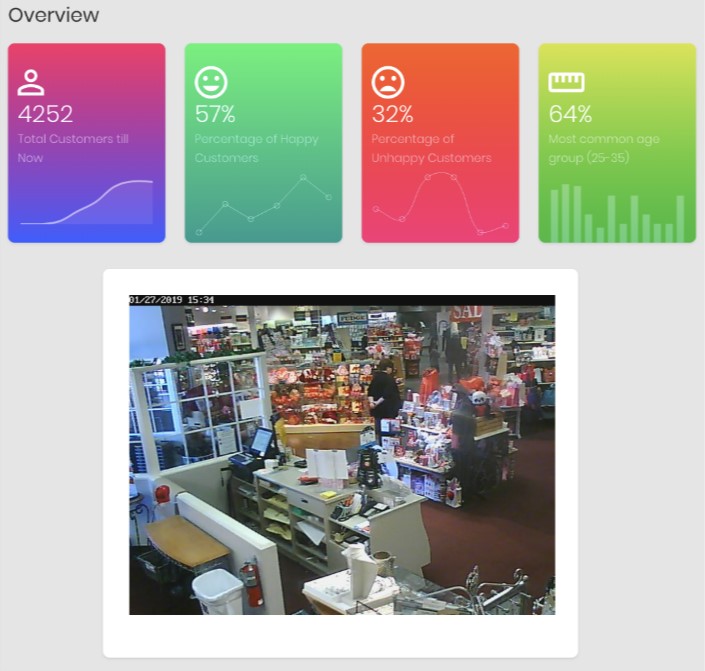 Overview
4252
Total Customers till
Now
57%
Percentage of Happy
Customers
32%
Percentage of
Unhappy Customers
64%
Most common age
group (25-35)
01/27/2019 15:34
SAL